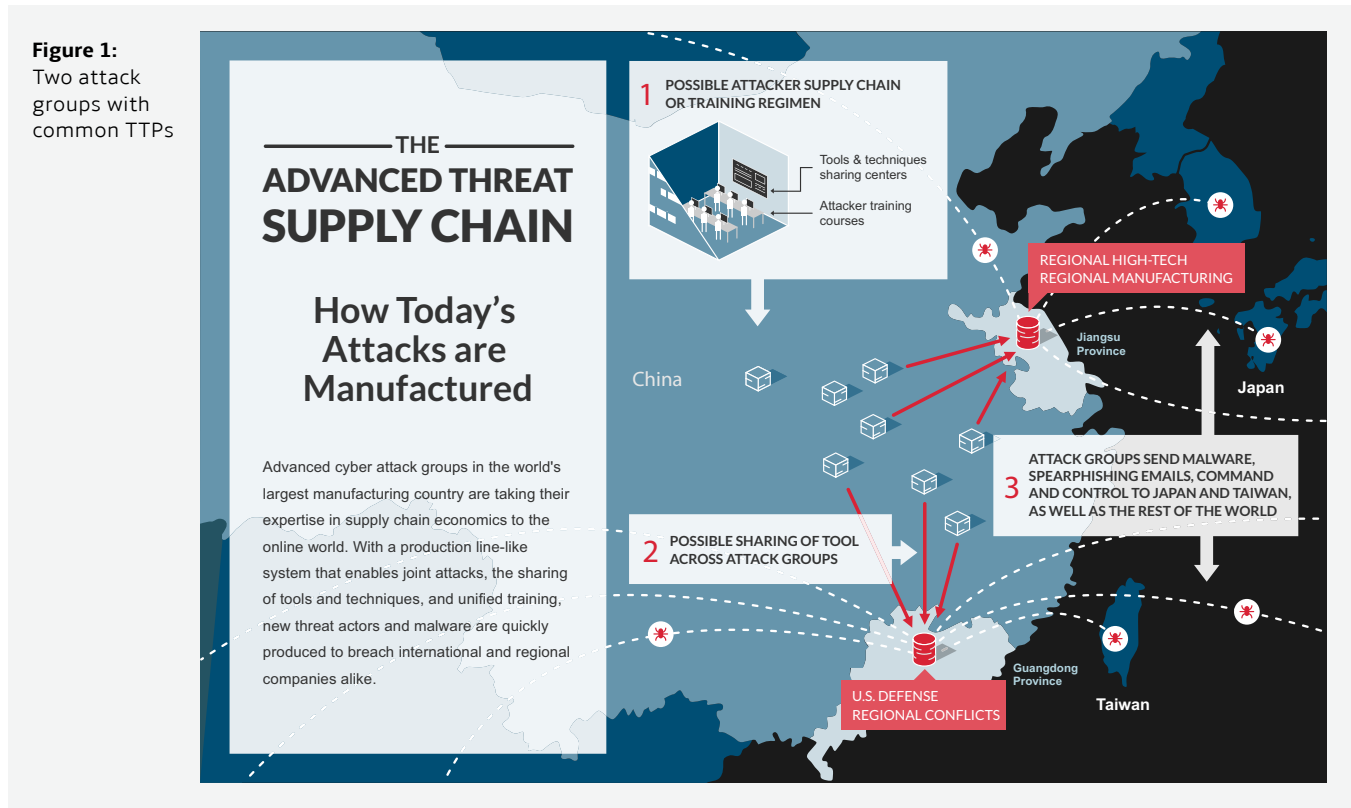 Figure 1:
Two attack
groups with
common TTPs
THE
ADVANCED THREAT
SUPPLY CHAIN
How Today's
Attacks are
Manufactured
Advanced cyber attack groups in the world's
largest manufacturing country are taking their
expertise in supply chain economics to the
online world. With a production line-like
system that enables joint attacks, the sharing
of tools and techniques, and unified training,
new threat actors and malware are quickly
produced to breach international and regional
companies alike.
1
POSSIBLE ATTACKER SUPPLY CHAIN
OR TRAINING REGIMEN
Tools & techniques
sharing centers
Attacker training
courses
REGIONAL HIGH-TECH
REGIONAL MANUFACTURING
Jiangsu
Province
China
Japan
3
ATTACK GROUPS SEND MALWARE,
SPEARPHISHING EMAILS, COMMAND
AND CONTROL TO JAPAN AND TAIWAN,
AS WELL AS THE REST OF THE WORLD
2
POSSIBLE SHARING OF TOOL
ACROSS ATTACK GROUPS
Guangdong
Province
U.S. DEFENSE
REGIONAL CONFLICTS
Taiwan